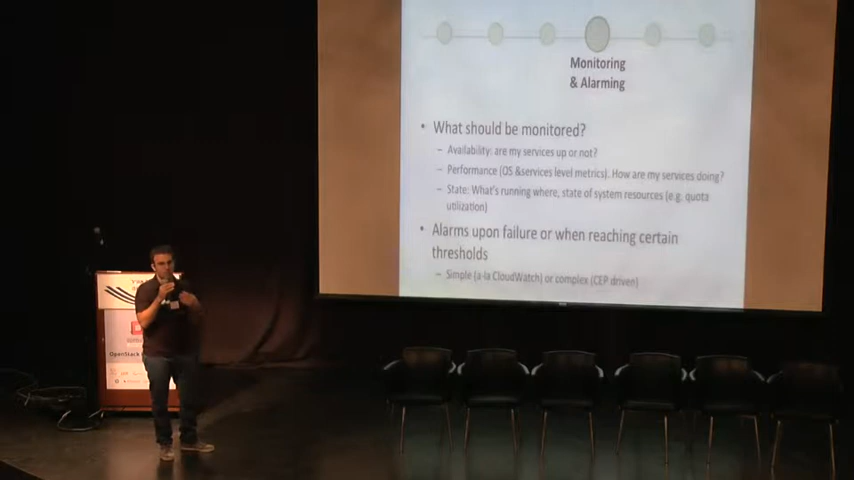 Monitoring
& Alarming
• What should be monitored?
– Availability: are my services up or not?
– Performance (OS &services level metrics). How are my services doing?
– State: What's running where, state of system resources (e.g. quota
utilization)
• Alarms upon failure or when reaching certain
thresholds
– Simple (a-la CloudWatch) or complex (CEP driven)
OpenStack